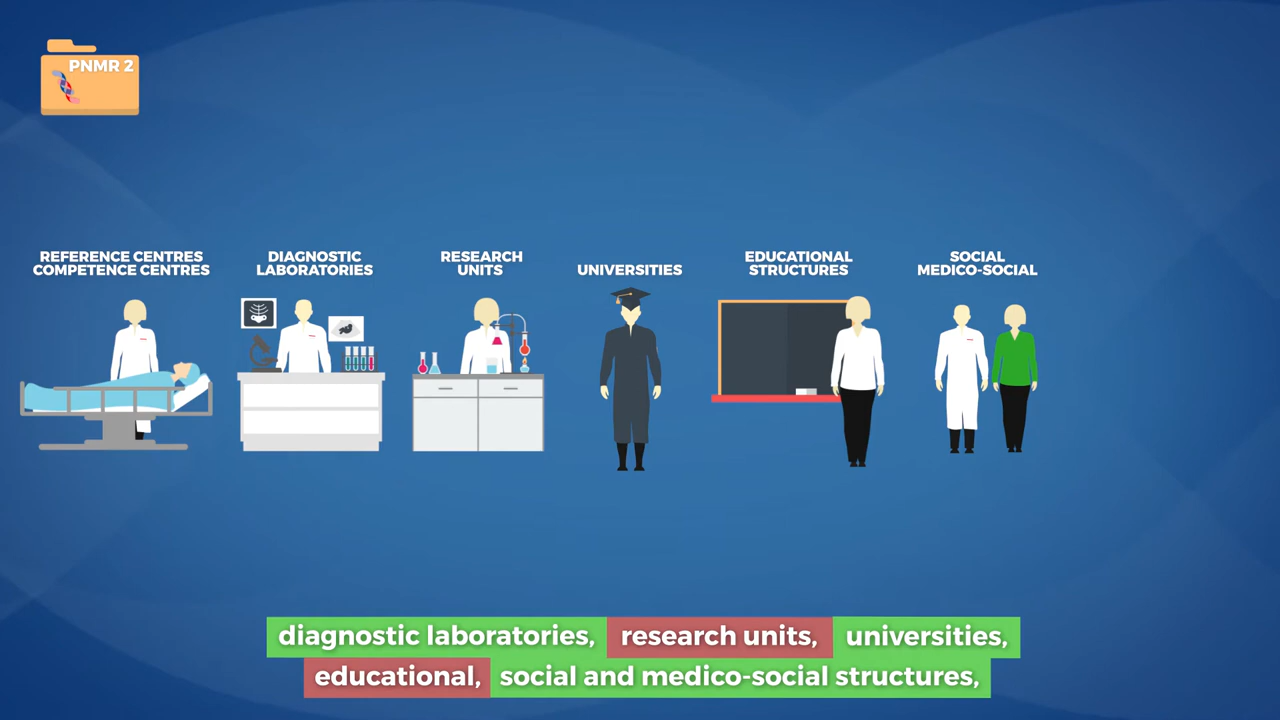 PNMR 2
REFERENCE CENTRES
COMPETENCE CENTRES
DIAGNOSTIC
LABORATORIES
RESEARCH
UNITS
UNIVERSITIES
EDUCATIONAL
STRUCTURES
SOCIAL
MEDICO-SOCIAL
diagnostic laboratories, research units, universities,
educational, social and medico-social structures,